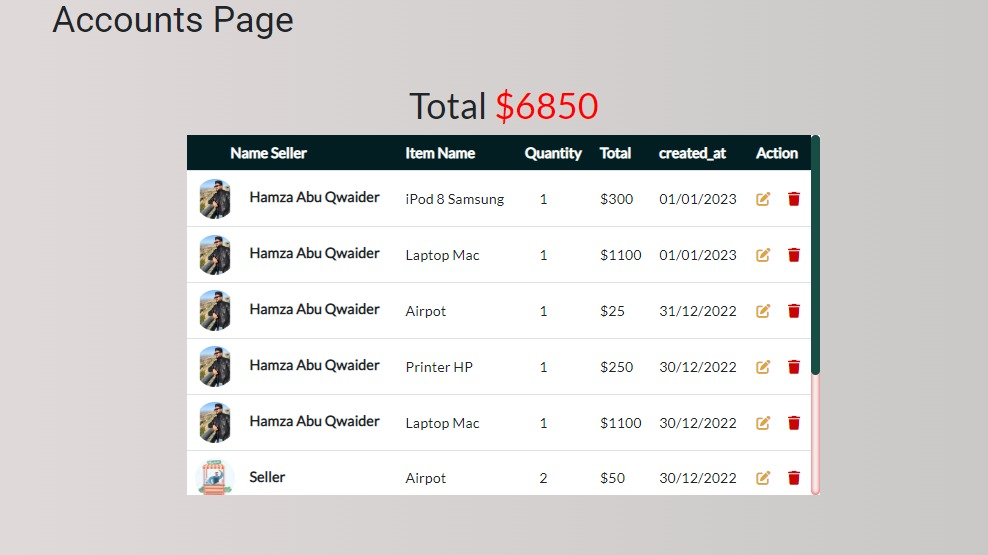 Accounts Page
Total $6850
Name Seller Item Name Quantity Total created_at Action
Hamza Abu Qwaider iPod 8 Samsung 1 $300 01/01/2023
Hamza Abu Qwaider Laptop Mac 1 $1100 01/01/2023
Hamza Abu Qwaider Airpot 1 $25 31/12/2022
Hamza Abu Qwaider Printer HP 1 $250 30/12/2022
Hamza Abu Qwaider Laptop Mac 1 $1100 30/12/2022
Seller Airpot 2 $50 30/12/2022